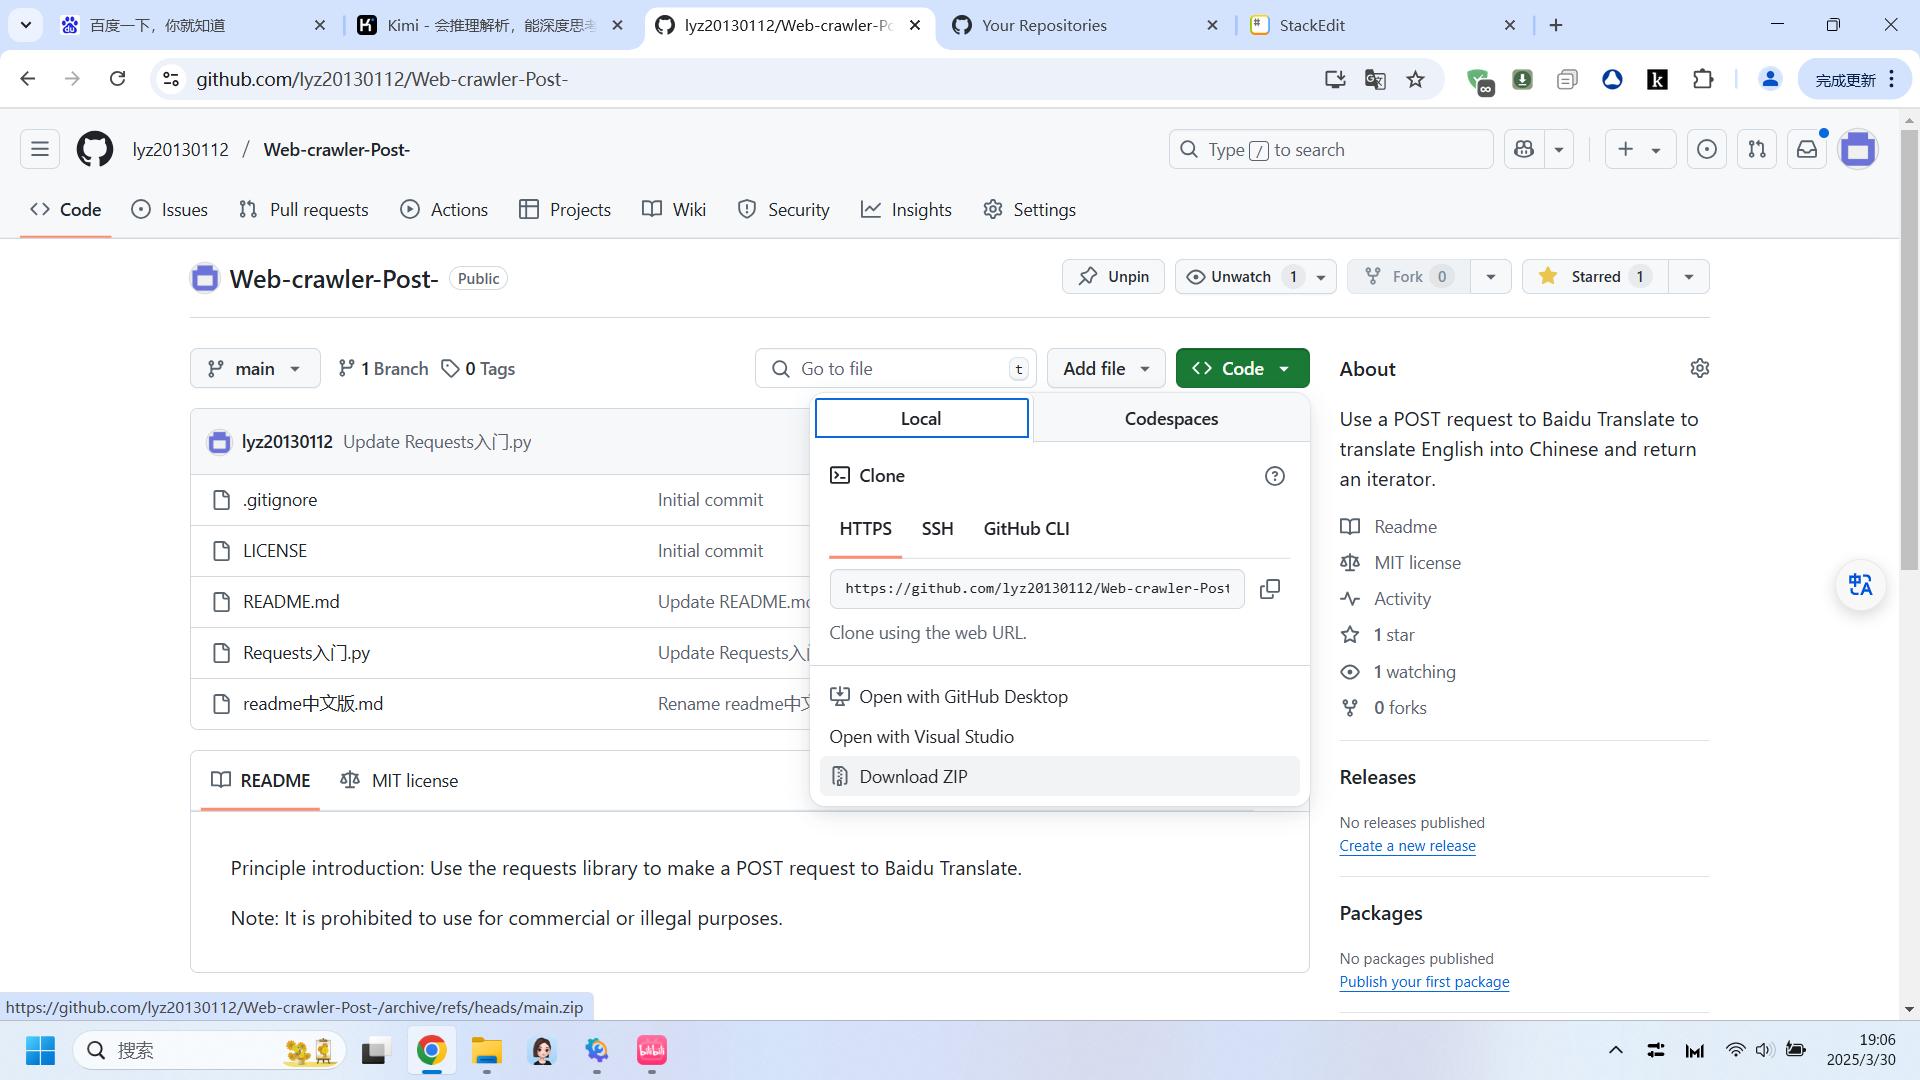 百度一下，你就知道
Kimi - 会推理解析，能深度思考
lyz20130112/Web-crawler-Po
Your Repositories
StackEdit
github.com/lyz20130112/Web-crawler-Post-
完成更新
lyz20130112 / Web-crawler-Post-
Type / to search
Code
Issues
Pull requests
Actions
Projects
Wiki
Security
Insights
Settings
Web-crawler-Post- Public
Unpin
Unwatch 1
Fork 0
Starred 1
main
1 Branch
0 Tags
Go to file t
Add file
Code
lyz20130112 Update Requests入门.py
.gitignore Initial commit
LICENSE Initial commit
README.md Update README.md
Requests入门.py Update Requests入门
readme中文版.md Rename readme中文
Local
Codespaces
Clone
HTTPS
SSH
GitHub CLI
https://github.com/lyz20130112/Web-crawler-Post
Clone using the web URL.
Open with GitHub Desktop
Open with Visual Studio
Download ZIP
README
MIT license
Principle introduction: Use the requests library to make a POST request to Baidu Translate.
Note: It is prohibited to use for commercial or illegal purposes.
About
Use a POST request to Baidu Translate to
translate English into Chinese and return
an iterator.
Readme
MIT license
Activity
1 star
1 watching
0 forks
Releases
No releases published
Create a new release
Packages
No packages published
Publish your first package
https://github.com/lyz20130112/Web-crawler-Post-/archive/refs/heads/main.zip
搜索
bilibili
19:06
2025/3/30